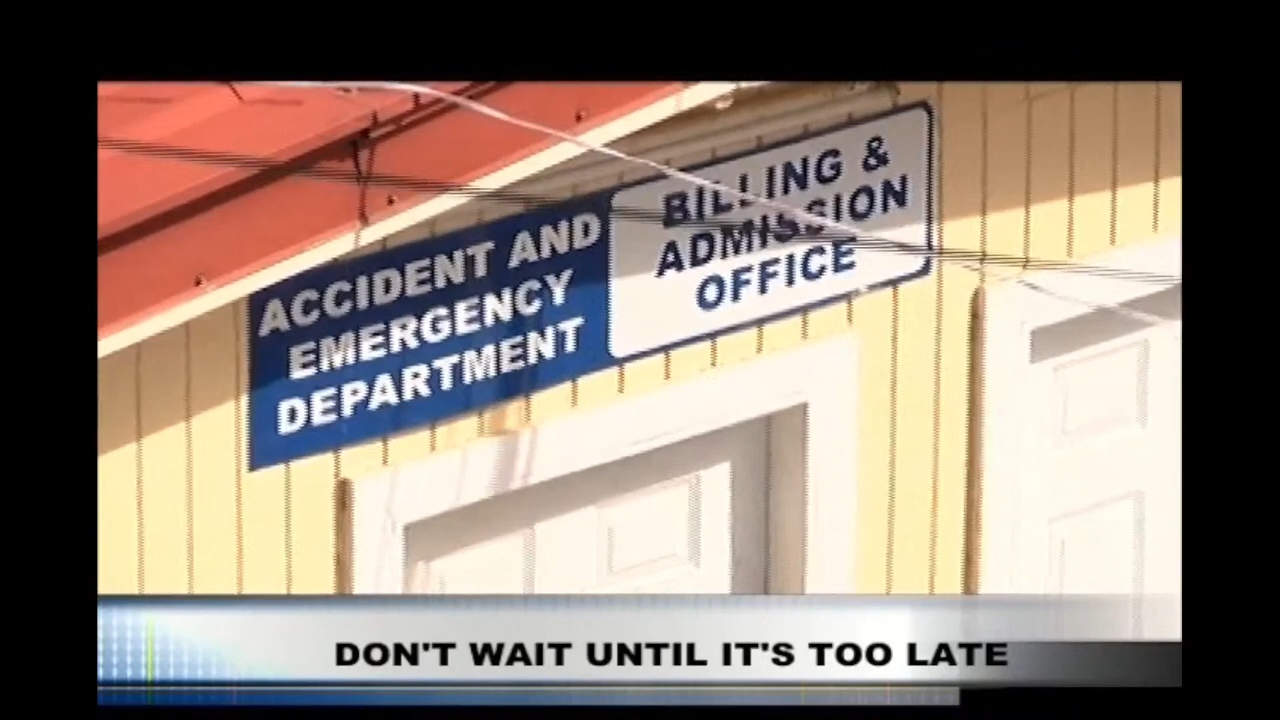 ACCIDENT AND
EMERGENCY
DEPARTMENT
BILLING &
ADMISSION
OFFICE
DON'T WAIT UNTIL IT'S TOO LATE